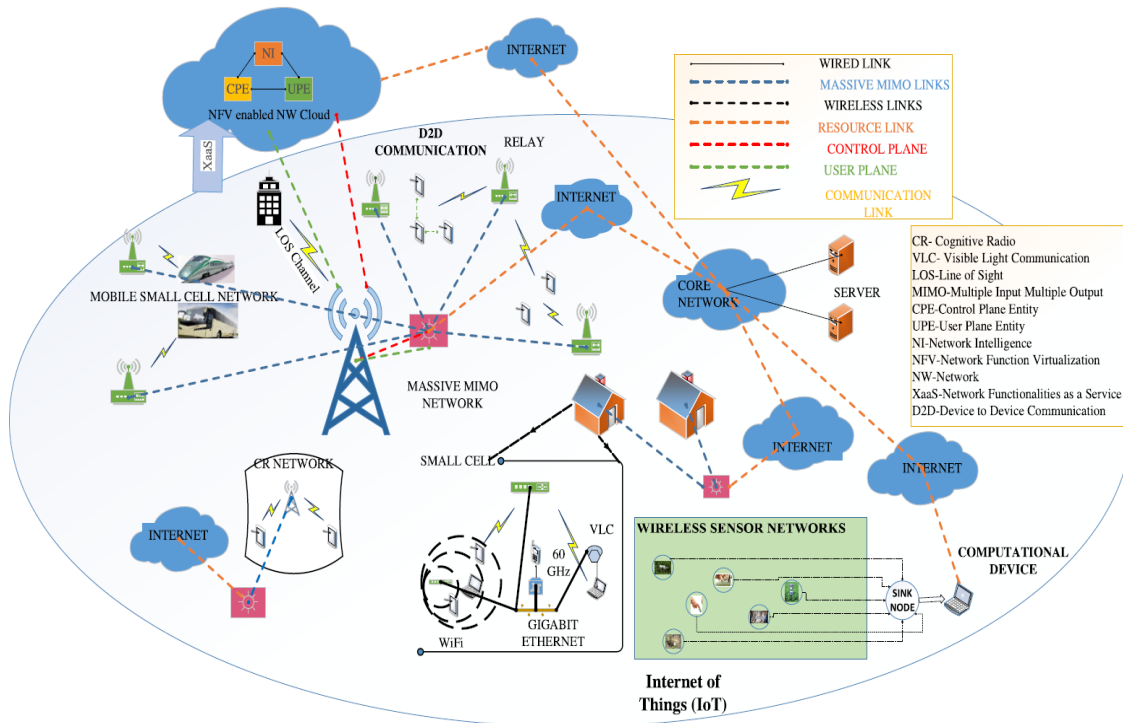 INTERNET
NI
CPE
UPE
NFV enabled NW Cloud
XaaS
D2D
COMMUNICATION
RELAY
INTERNET
LOS Channel
MOBILE SMALL CELL NETWORK
WIRED LINK
MASSIVE MIMO LINKS
WIRELESS LINKS
RESOURCE LINK
CONTROL PLANE
USER PLANE
COMMUNICATION
LINK
CR- Cognitive Radio
VLC- Visible Light Communication
LOS-Line of Sight
MIMO-Multiple Input Multiple Output
CPE-Control Plane Entity
UPE-User Plane Entity
NI-Network Intelligence
NFV-Network Function Virtualization
NW-Network
XaaS-Network Functionalities as a Service
D2D-Device to Device Communication
CORE
NETWORK
SERVER
MASSIVE MIMO
NETWORK
SMALL CELL
INTERNET
INTERNET
CR NETWORK
INTERNET
VLC
60
GHz
WiFi
GIGABIT
ETHERNET
WIRELESS SENSOR NETWORKS
SINK
NODE
COMPUTATIONAL
DEVICE
Internet of
Things (IoT)